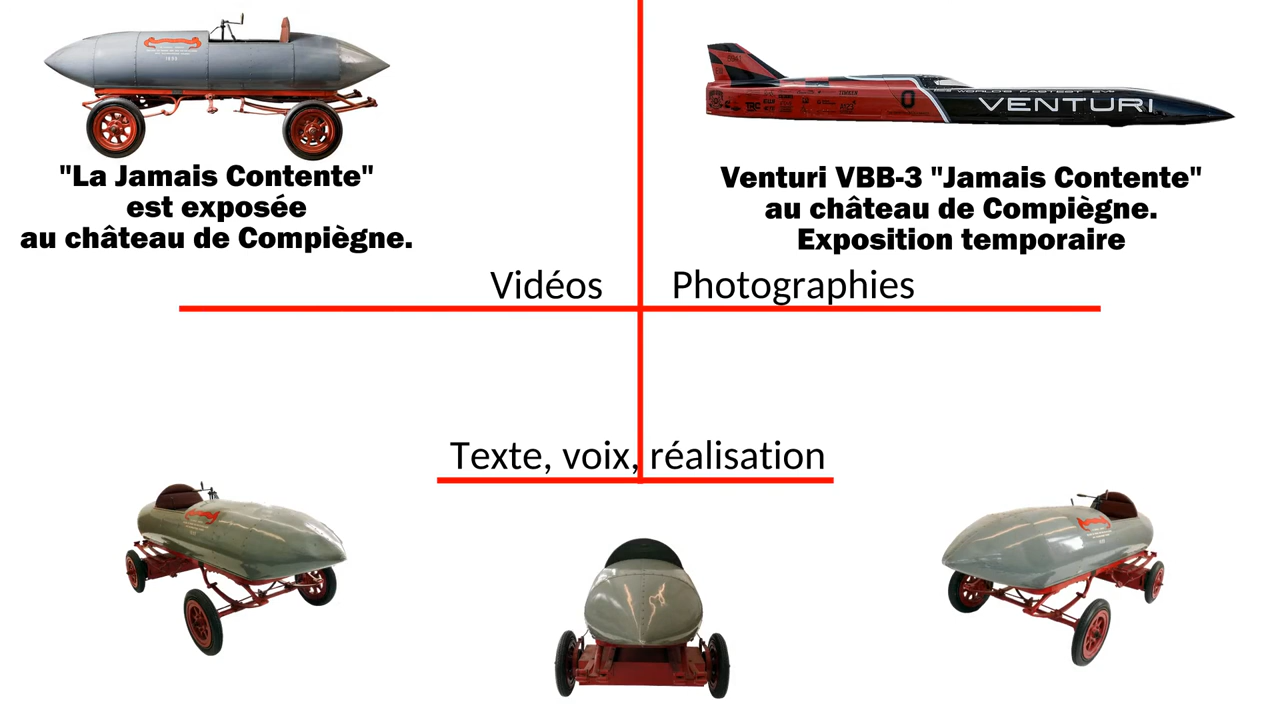 "La Jamais Contente"
est exposée
au château de Compiègne.
VENTURI
Venturi VBB-3 "Jamais Contente"
au château de Compiègne.
Exposition temporaire
Vidéos
Photographies
Texte, voix, réalisation